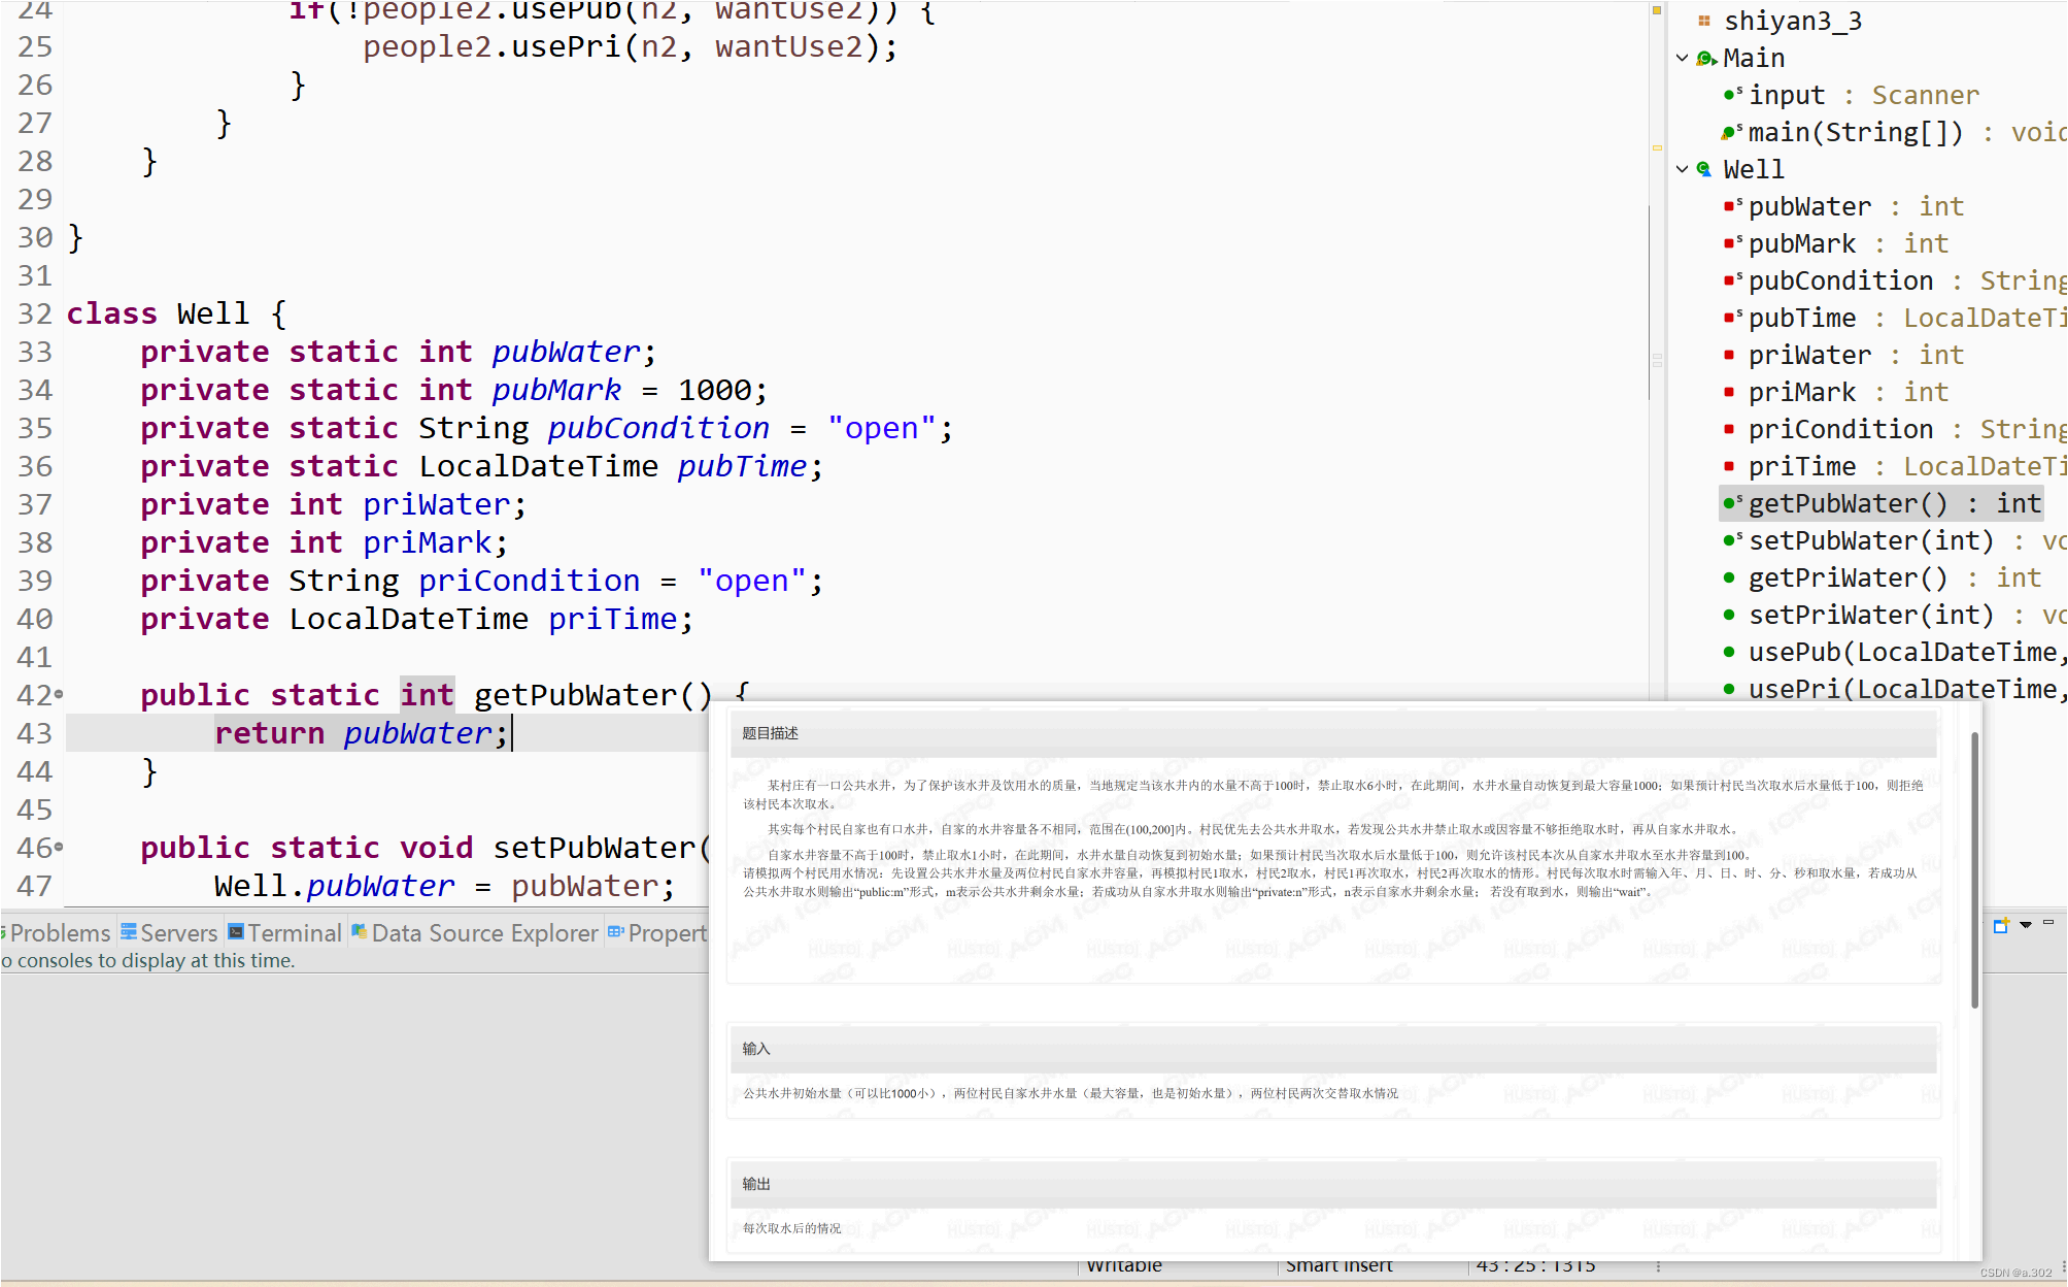 24 if(!people2.usePub(n2, wantUse2)) {
25 people2.usePri(n2, wantUse2);
26 }
27 }
28 }
29
30 }
31
32 class Well {
33 private static int pubWater;
34 private static int pubMark = 1000;
35 private static String pubCondition = "open";
36 private static LocalDateTime pubTime;
37 private int priWater;
38 private int priMark;
39 private String priCondition = "open";
40 private LocalDateTime priTime;
41
42 public static int getPubWater() {
43 return pubWater;
44 }
45
46 public static void setPubWater(
47 Well.pubWater = pubWater;
shiyan3_3
Main
input : Scanner
main(String[]) : void
Well
pubWater : int
pubMark : int
pubCondition : String
pubTime : LocalDateTi
priWater : int
priMark : int
priCondition : String
priTime : LocalDateTi
getPubWater() : int
setPubWater(int) : vo
getPriWater() : int
setPriWater(int) : vo
usePub(LocalDateTime,
usePri(LocalDateTime,
Problems Servers Terminal Data Source Explorer Propert
o consoles to display at this time.
题目描述
某村庄有一口公共水井，为了保护该水井及饮用水的质量，当地规定当该水井内的水量不高于100时，禁止取水6小时，在此期间，水井水量自动恢复到最大容量1000；如果预计村民当次取水后水量低于100，则拒绝
该村民本次取水。
其实每个村民自家也有口水井，自家的水井容量各不相同，范围在(100,200]内。村民优先去公共水井取水，若发现公共水井禁止取水或因容量不够拒绝取水时，再从自家水井取水。
自家水井容量不高于100时，禁止取水1小时，在此期间，水井水量自动恢复到初始水量；如果预计村民当次取水后水量低于100，则允许该村民本次从自家水井取水至水井容量到100。
请模拟两个村民用水情况：先设置公共水井水量及两位村民自家水井容量，再模拟村民1取水，村民2取水，村民1再次取水，村民2再次取水的情形。村民每次取水时需输入年、月、日、时、分、秒和取水量，若成功从
公共水井取水则输出“public:m”形式，m表示公共水井剩余水量；若成功从自家水井取水则输出“private:n”形式，n表示自家水井剩余水量； 若没有取到水，则输出“wait”。
输入
公共水井初始水量（可以比1000小），两位村民自家水井水量（最大容量，也是初始水量），两位村民两次交替取水情况
输出
每次取水后的情况
Writable Smart Insert 43 : 25 : 1315
CSDN @a.302